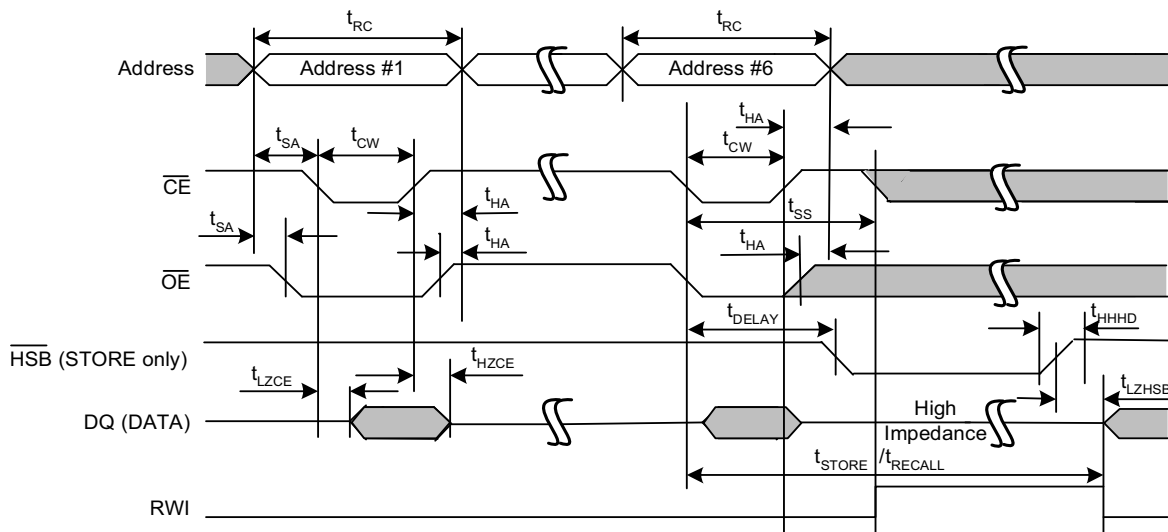 tRC tRC
Address Address #1 Address #6
tHA
tSA tCW tCW
CE
tHA tSS
tSA tHA tHA
OE
tDELAY tHHHD
HSB (STORE only)
tLZCE tHZCE tLZHSB
DQ (DATA) High
Impedance
tSTORE /tRECALL
RWI